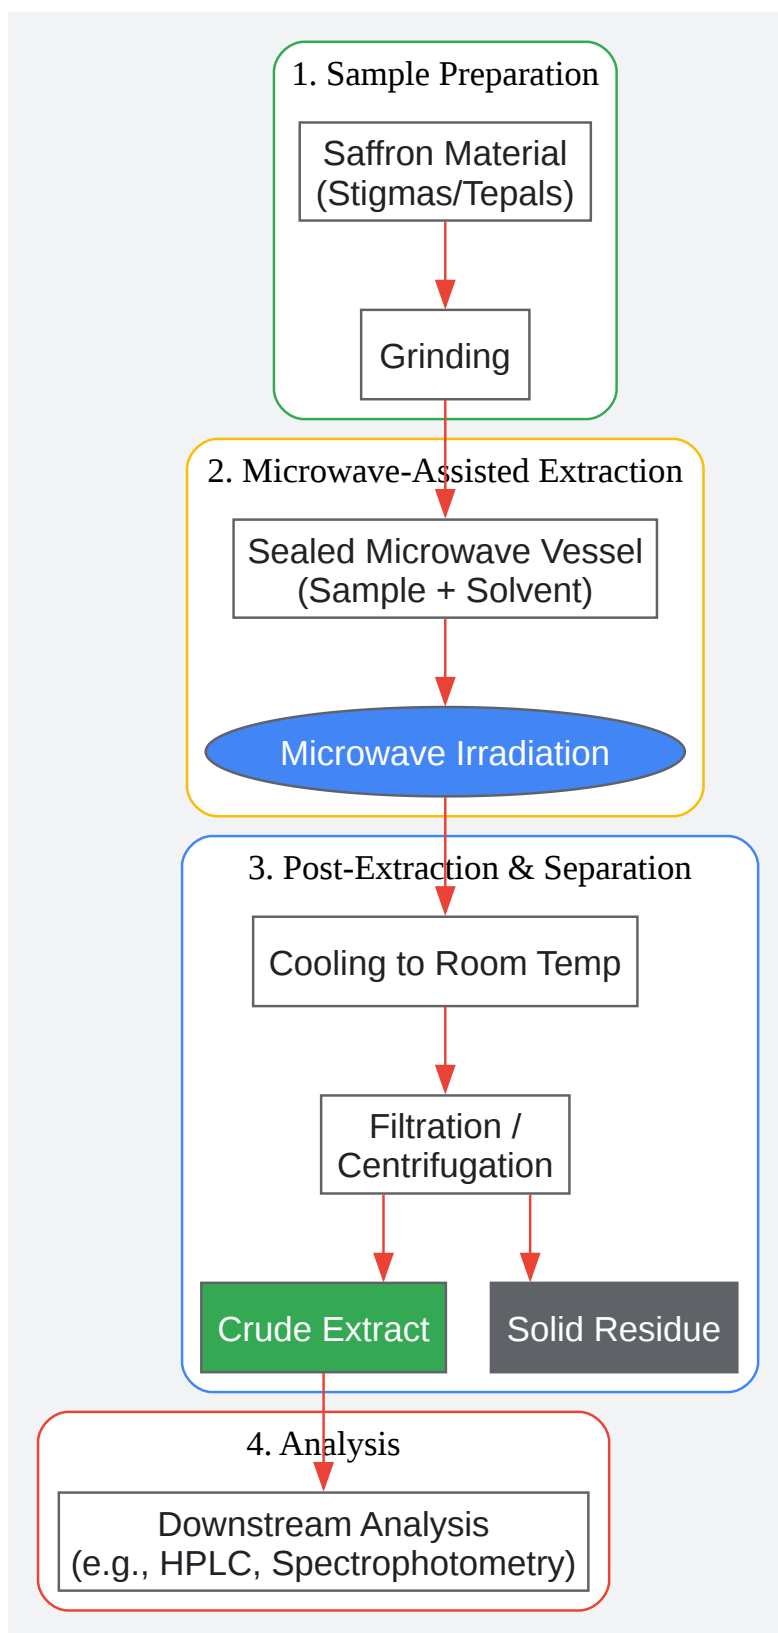 1. Sample Preparation
Saffron Material
(Stigmas/Tepals)
Grinding
2. Microwave-Assisted Extraction
Sealed Microwave Vessel
(Sample + Solvent)
Microwave Irradiation
3. Post-Extraction & Separation
Cooling to Room Temp
Filtration /
Centrifugation
Crude Extract
Solid Residue
4. Analysis
Downstream Analysis
(e.g., HPLC, Spectrophotometry)